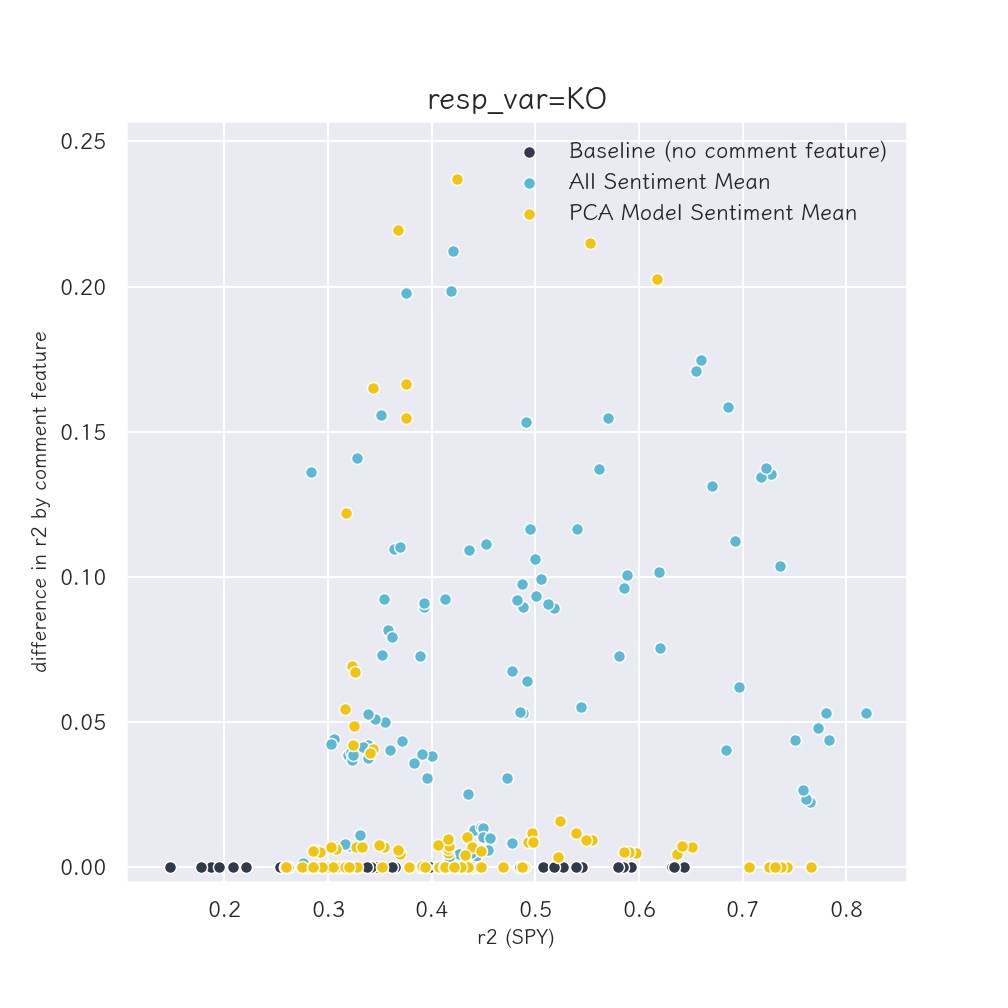 resp_var=KO
0.25
0.20
0.15
0.10
0.05
0.00
difference in r2 by comment feature
Baseline (no comment feature)
All Sentiment Mean
PCA Model Sentiment Mean
0.2 0.3 0.4 0.5 0.6 0.7 0.8
r2 (SPY)